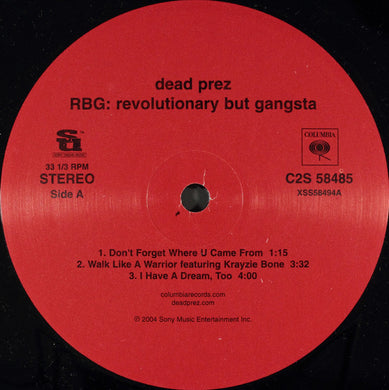 dead prez
RBG: revolutionary but gangsta
33 1/3 RPM
STEREO
Side A
COLUMBIA
C2S 58485
XSS58494A
1. Don't Forget Where U Came From 1:15
2. Walk Like A Warrior featuring Krayzie Bone 3:32
3. I Have A Dream, Too 4:00
columbiarecords.com
deadprez.com
© 2004 Sony Music Entertainment Inc.